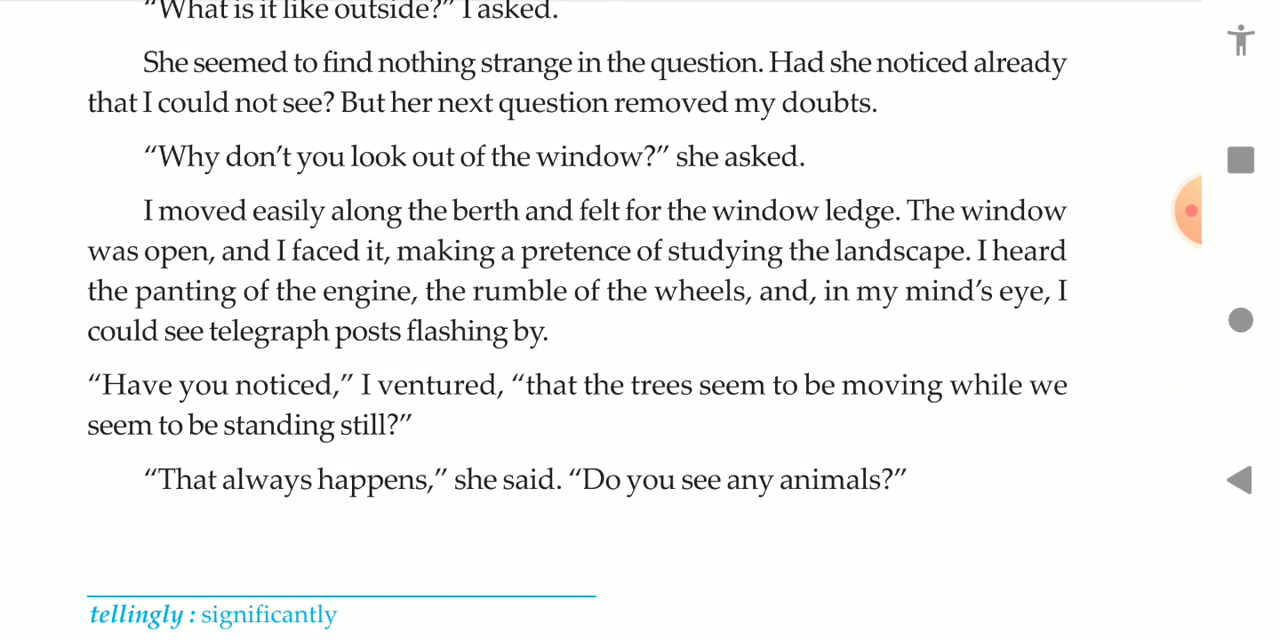 “What is it like outside?” I asked.
She seemed to find nothing strange in the question. Had she noticed already
that I could not see? But her next question removed my doubts.
“Why don’t you look out of the window?” she asked.
I moved easily along the berth and felt for the window ledge. The window
was open, and I faced it, making a pretence of studying the landscape. I heard
the panting of the engine, the rumble of the wheels, and, in my mind’s eye, I
could see telegraph posts flashing by.
“Have you noticed,” I ventured, “that the trees seem to be moving while we
seem to be standing still?”
“That always happens,” she said. “Do you see any animals?”
tellingly : significantly